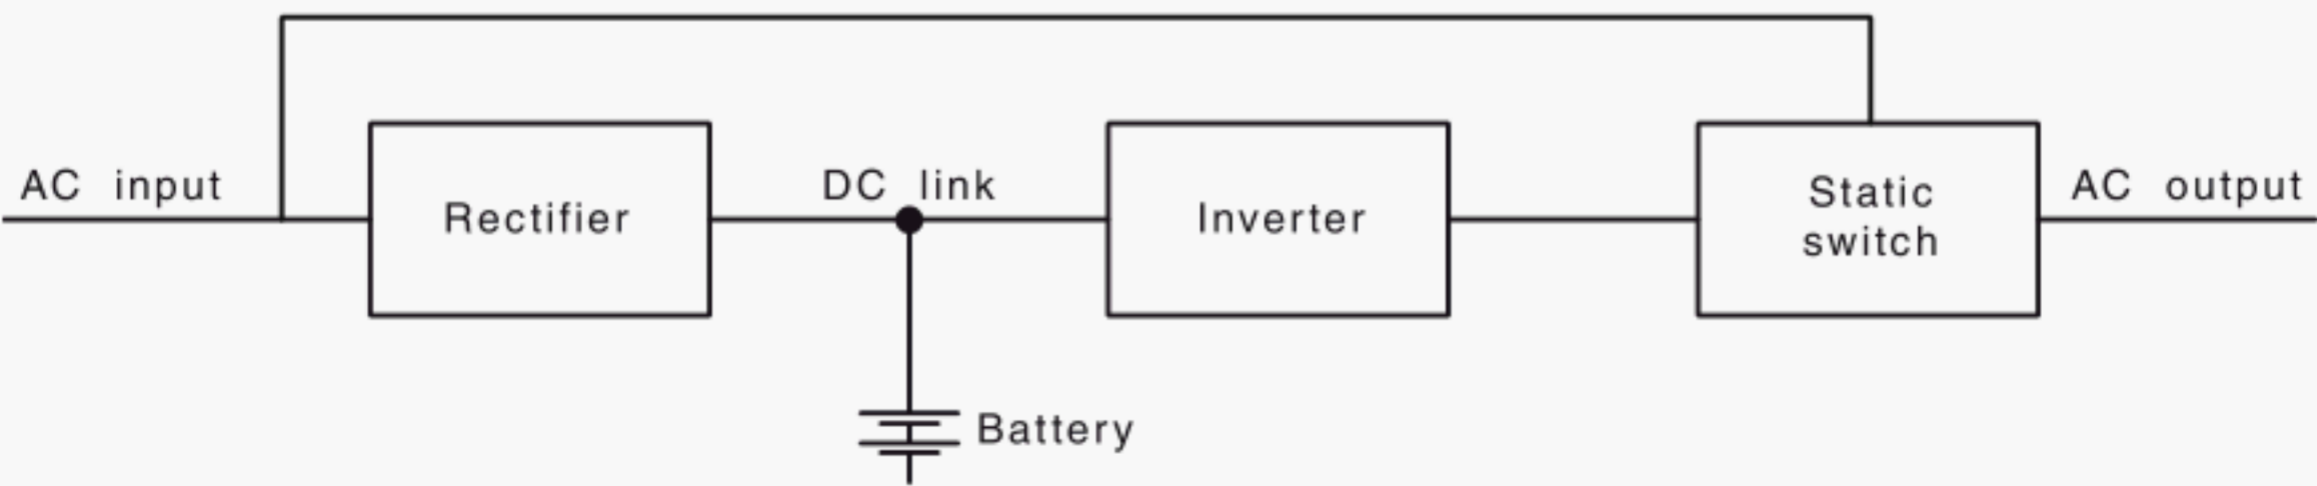 AC input
Rectifier
DC link
Inverter
Static
switch
AC output
Battery